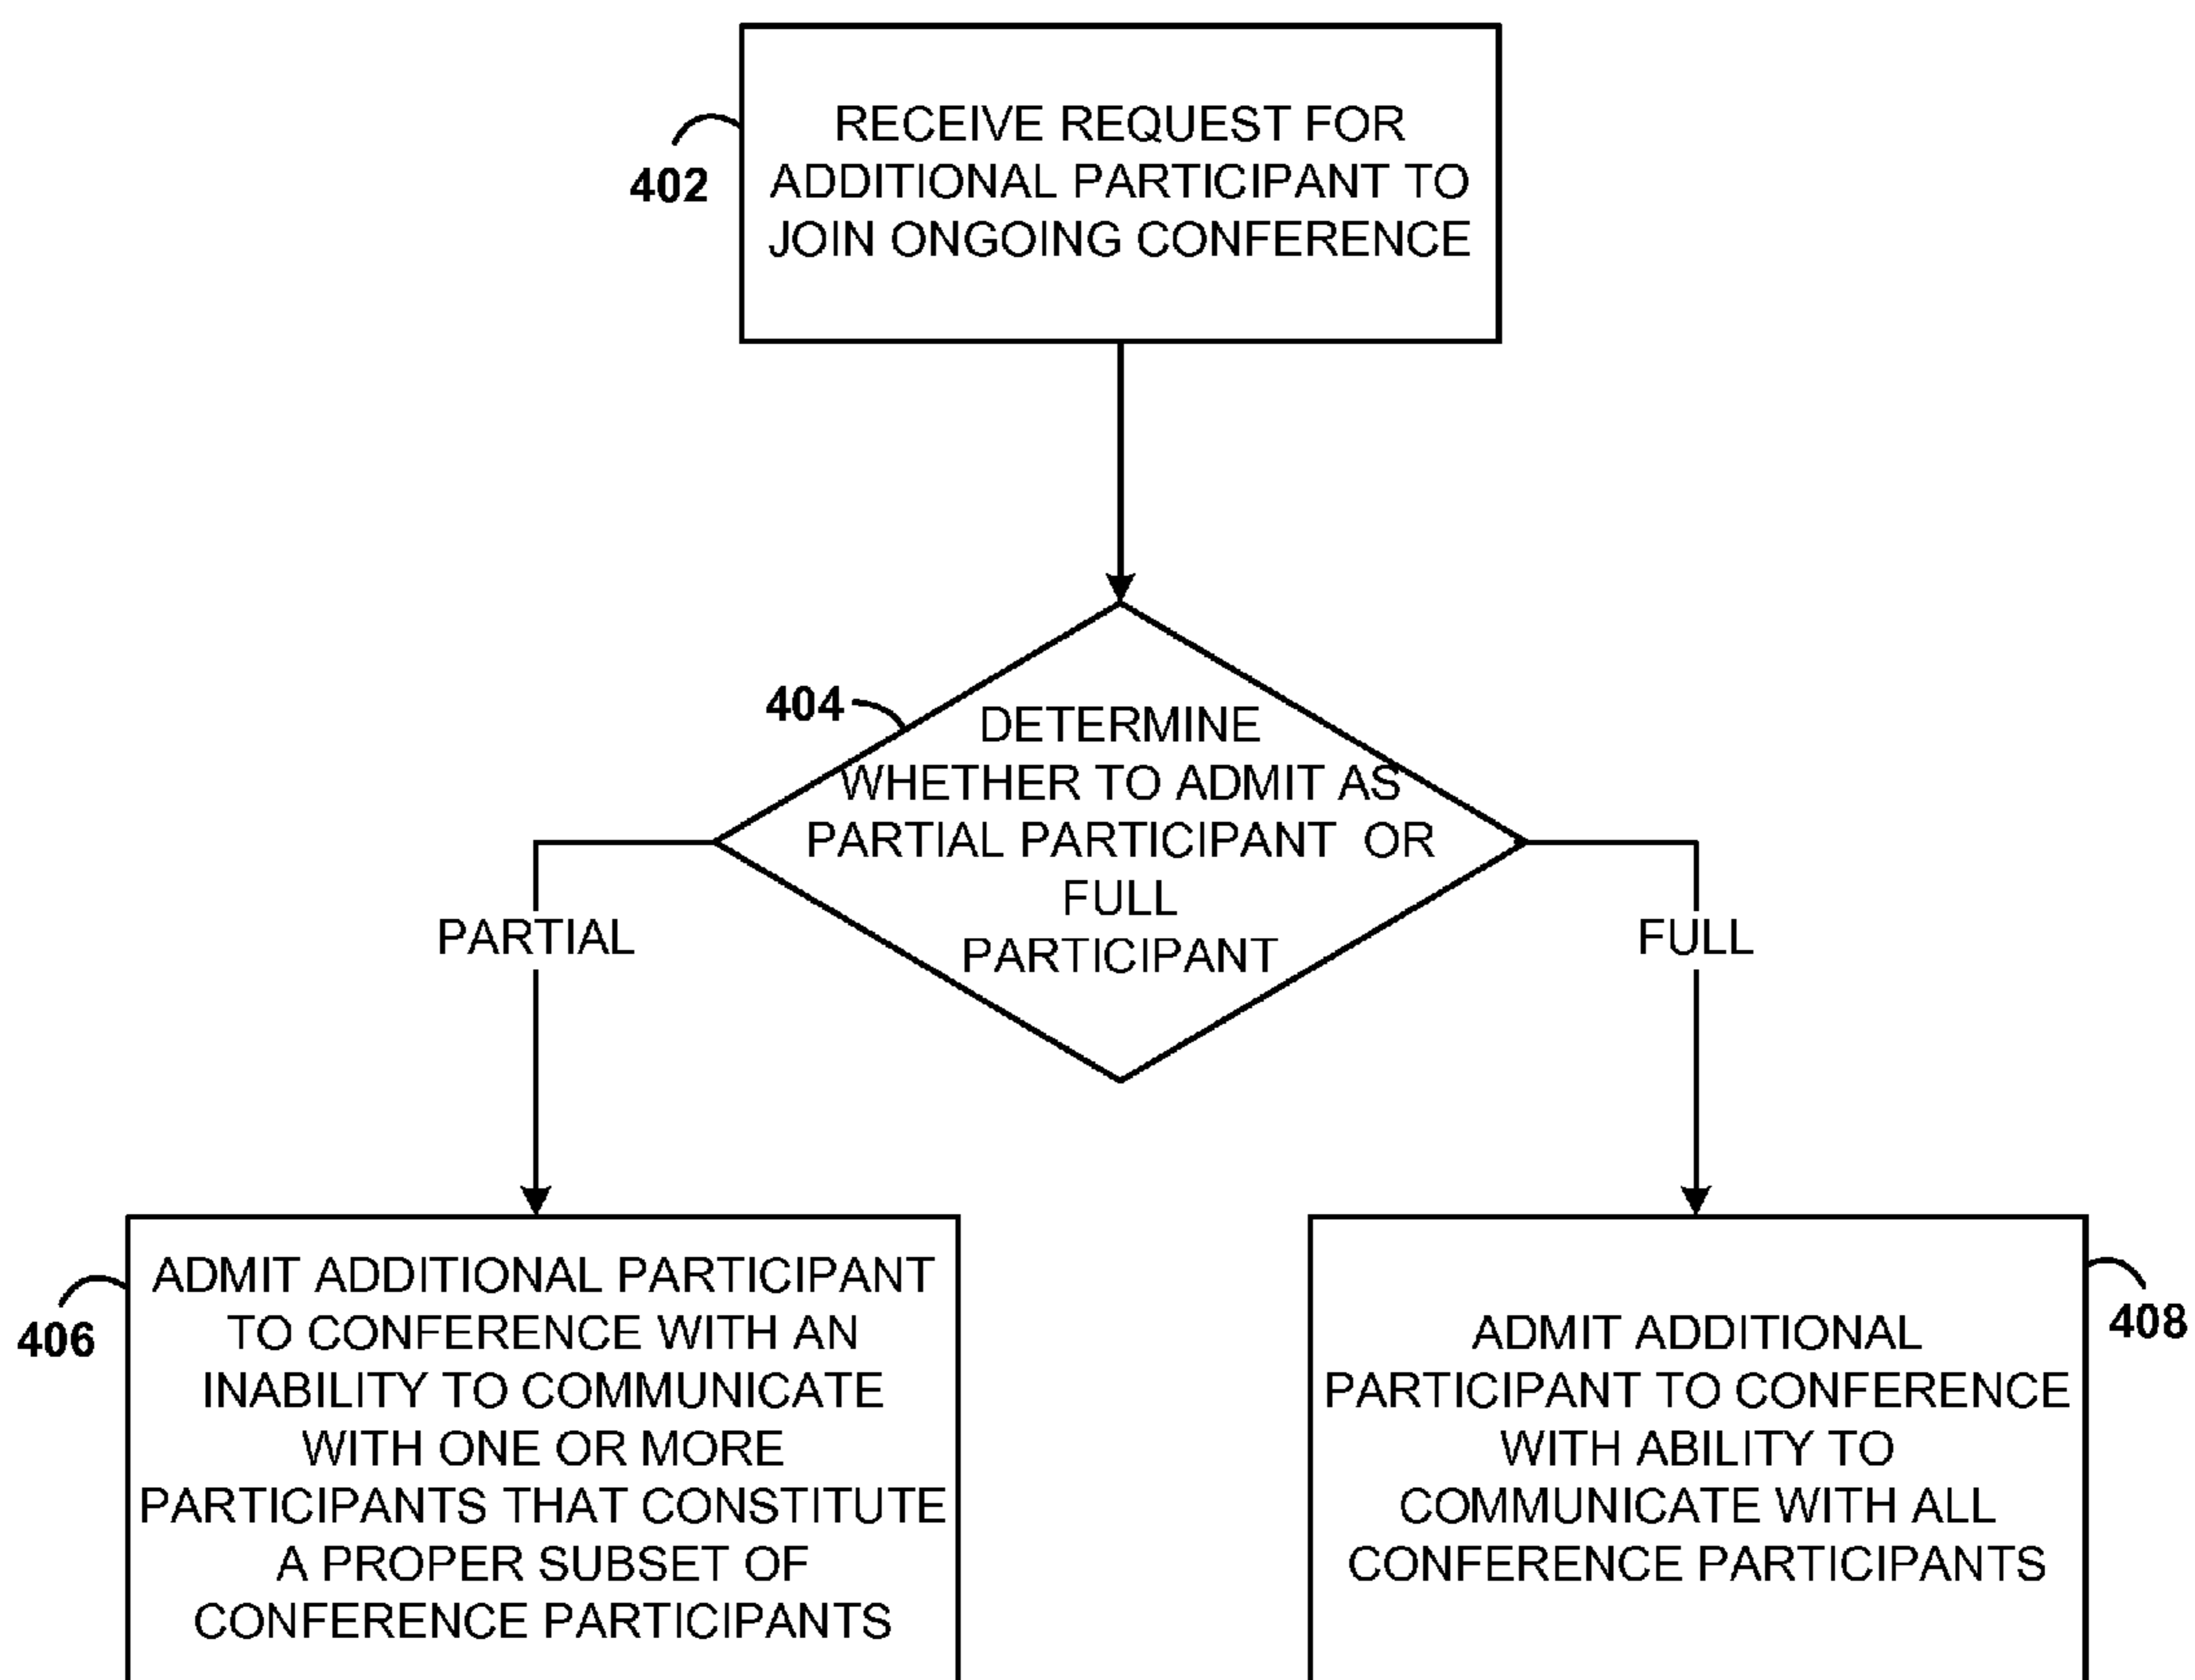 RECEIVE REQUEST FOR
ADDITIONAL PARTICIPANT TO
JOIN ONGOING CONFERENCE
402
404
DETERMINE
WHETHER TO ADMIT AS
PARTIAL PARTICIPANT OR
FULL
PARTICIPANT
PARTIAL
FULL
ADMIT ADDITIONAL PARTICIPANT
TO CONFERENCE WITH AN
INABILITY TO COMMUNICATE
WITH ONE OR MORE
PARTICIPANTS THAT CONSTITUTE
A PROPER SUBSET OF
CONFERENCE PARTICIPANTS
406
ADMIT ADDITIONAL
PARTICIPANT TO CONFERENCE
WITH ABILITY TO
COMMUNICATE WITH ALL
CONFERENCE PARTICIPANTS
408